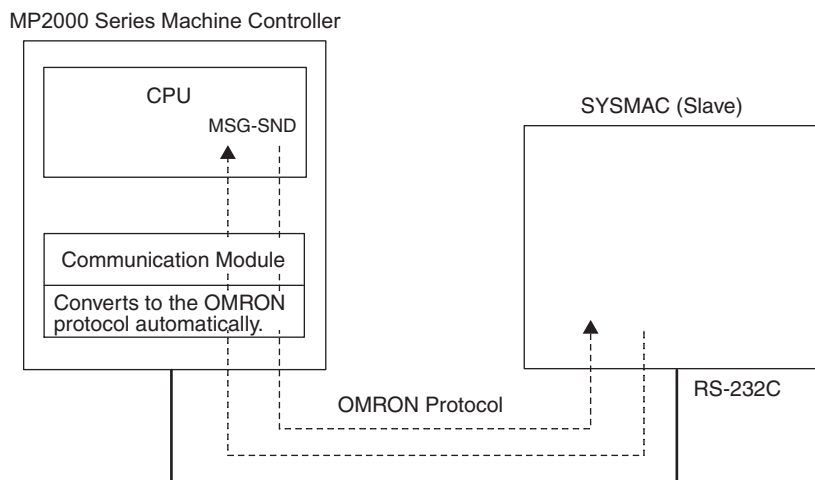 MP2000 Series Machine Controller
CPU
MSG-SND
SYSMAC (Slave)
Communication Module
Converts to the OMRON
protocol automatically.
RS-232C
OMRON Protocol